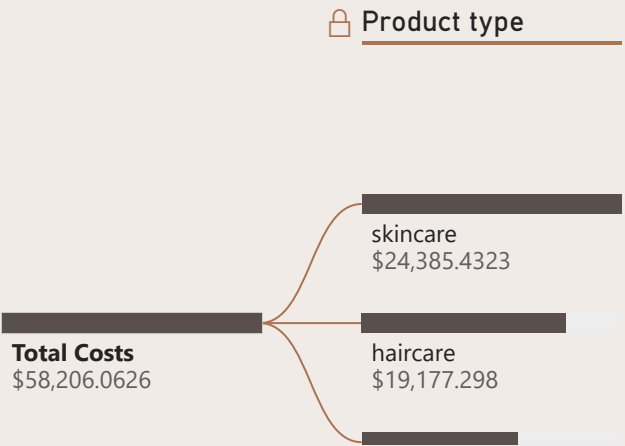 Product type
skincare
$24,385.4323
Total Costs
$58,206.0626
haircare
$19,177.298